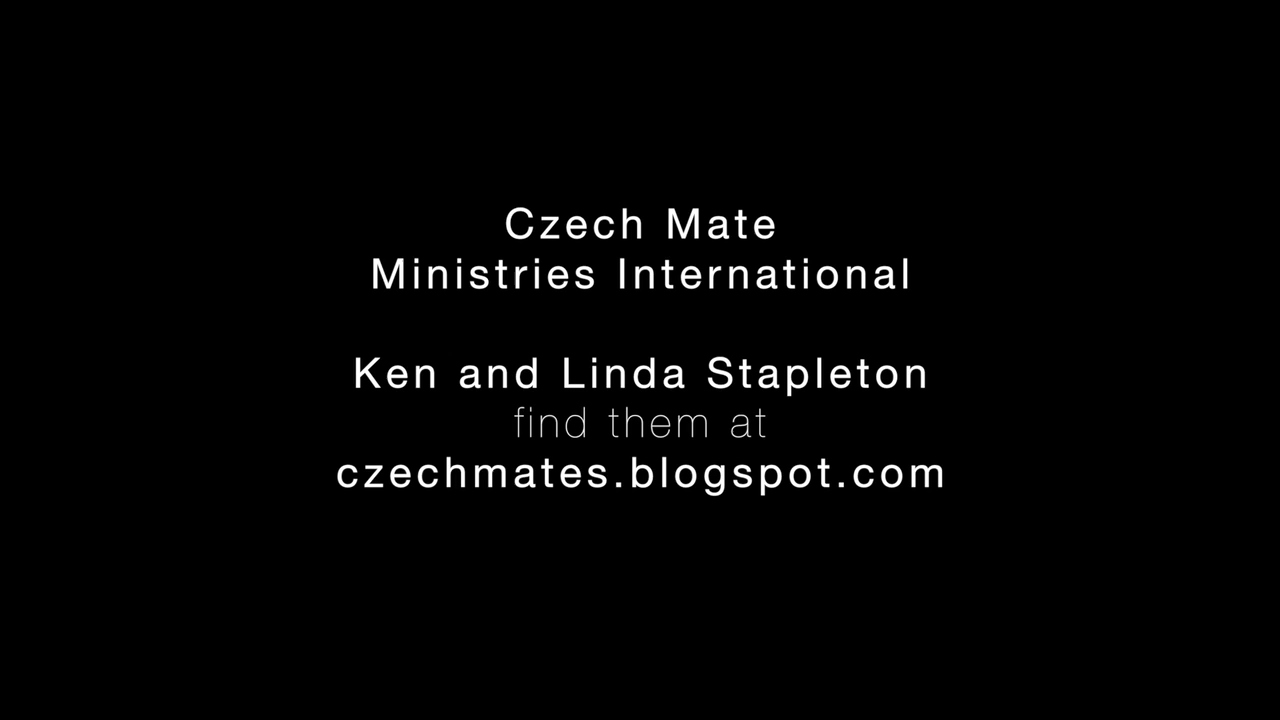 Czech Mate
Ministries International
Ken and Linda Stapleton
find them at
czechmates.blogspot.com